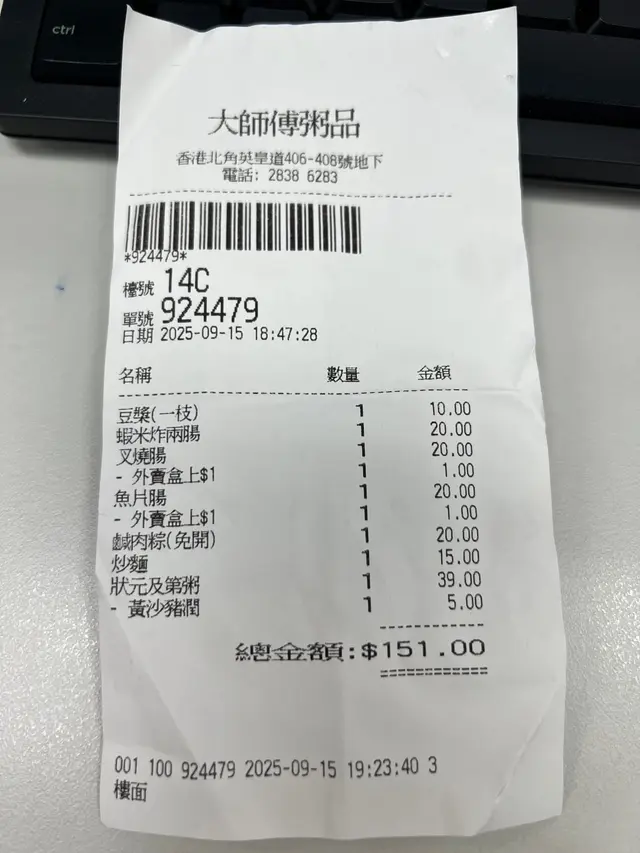 ctrl
大師傅粥品
香港北角英皇道406-408號地下
電話: 2838 6283
*924479*
檯號 14C
單號 924479
日期 2025-09-15 18:47:28
名稱 數量 金額
豆漿(一枝) 1 10.00
蝦米炸兩腸 1 20.00
叉燒腸 1 20.00
- 外賣盒上$1 1 1.00
魚片腸 1 20.00
- 外賣盒上$1 1 1.00
鹹肉粽(免開) 1 20.00
炒麵 1 15.00
狀元及第粥 1 39.00
- 黃沙豬潤 1 5.00
總金額:$151.00
001 100 924479 2025-09-15 19:23:40 3
樓面